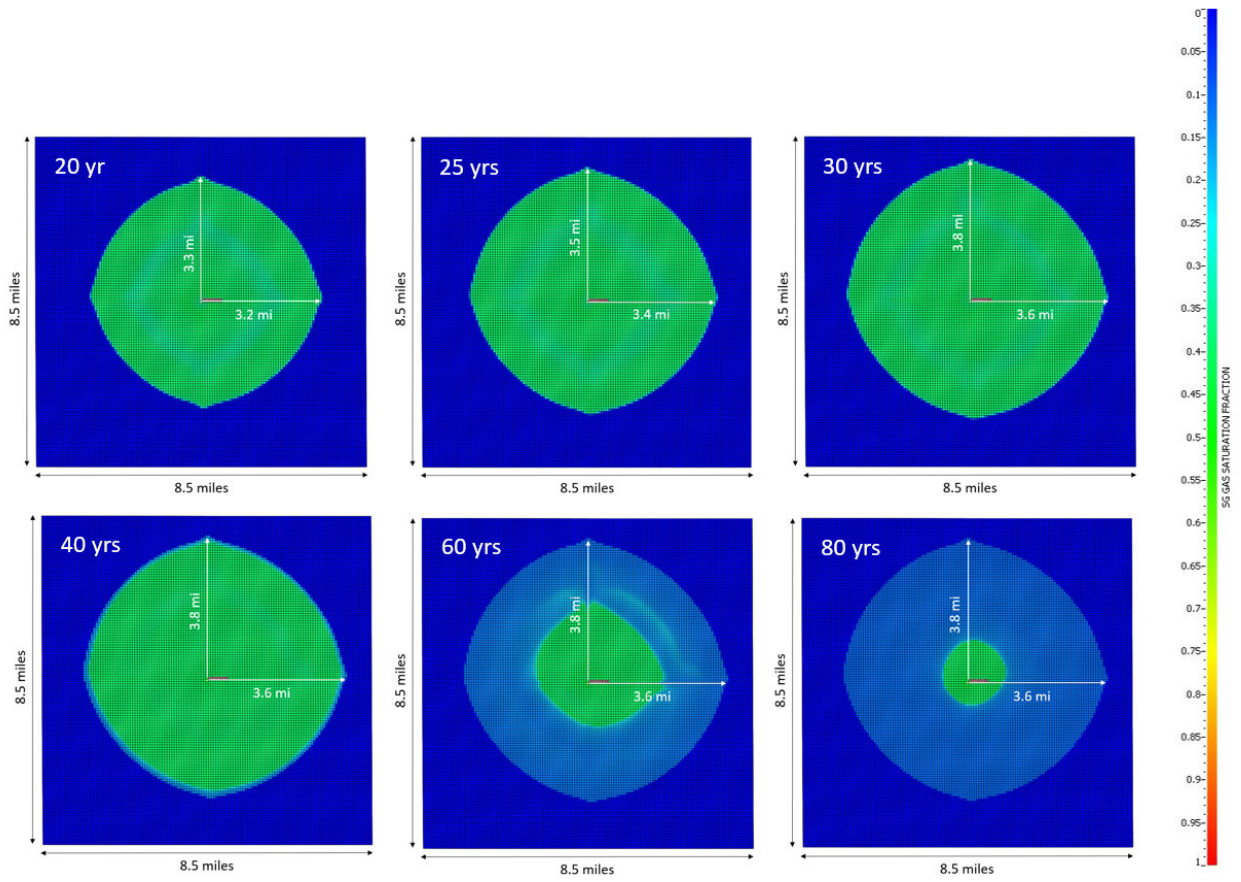 20 yr
3.3 mi
3.2 mi
8.5 miles
8.5 miles
25 yrs
3.5 mi
3.4 mi
8.5 miles
8.5 miles
30 yrs
3.8 mi
3.6 mi
8.5 miles
8.5 miles
40 yrs
3.8 mi
3.6 mi
8.5 miles
8.5 miles
60 yrs
3.8 mi
3.6 mi
8.5 miles
8.5 miles
80 yrs
3.8 mi
3.6 mi
8.5 miles
8.5 miles
0
0.05
0.1
0.15
0.2
0.25
0.3
0.35
0.4
0.45
0.5
0.55
0.6
0.65
0.7
0.75
0.8
0.85
0.9
0.95
1
SG GAS SATURATION FRACTION